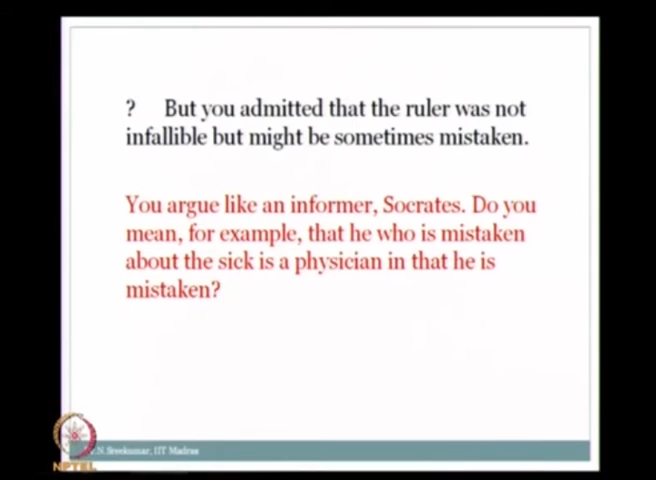 ? But you admitted that the ruler was not
infallible but might be sometimes mistaken.
You argue like an informer, Socrates. Do you
mean, for example, that he who is mistaken
about the sick is a physician in that he is
mistaken?
.N.Sreekumar, IIT Madras
NPTEL